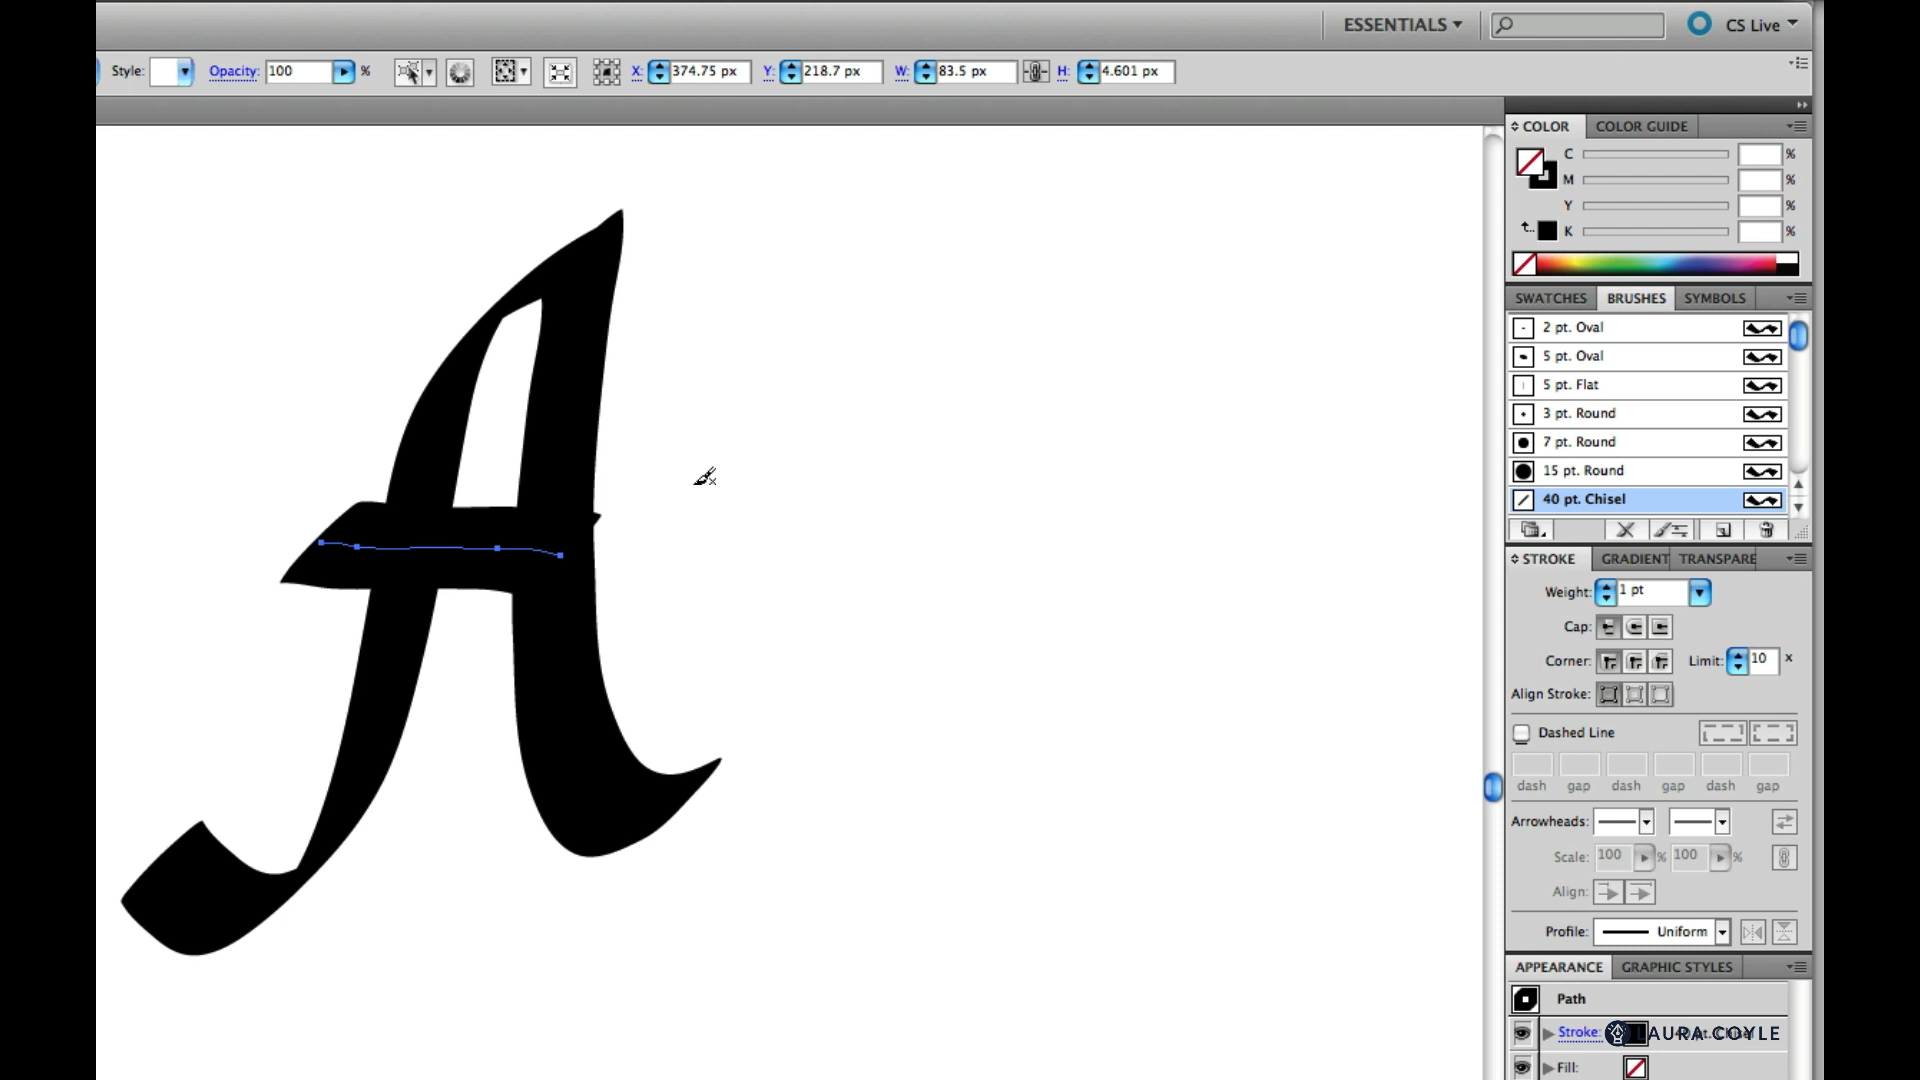 ESSENTIALS
CS Live
Style:
Opacity: 100 %
X: 374.75 px Y: 218.7 px W: 83.5 px H: 4.601 px
COLOR COLOR GUIDE
C %
M %
Y %
K %
SWATCHES BRUSHES SYMBOLS
2 pt. Oval
5 pt. Oval
5 pt. Flat
3 pt. Round
7 pt. Round
15 pt. Round
40 pt. Chisel
STROKE GRADIENT TRANSPARE
Weight: 1 pt
Cap:
Corner: Limit: 10 x
Align Stroke:
Dashed Line
dash gap dash gap dash gap
Arrowheads:
Scale: 100 % 100 %
Align:
Profile: Uniform
APPEARANCE GRAPHIC STYLES
Path
Stroke:
LAURA COYLE
Fill:
A